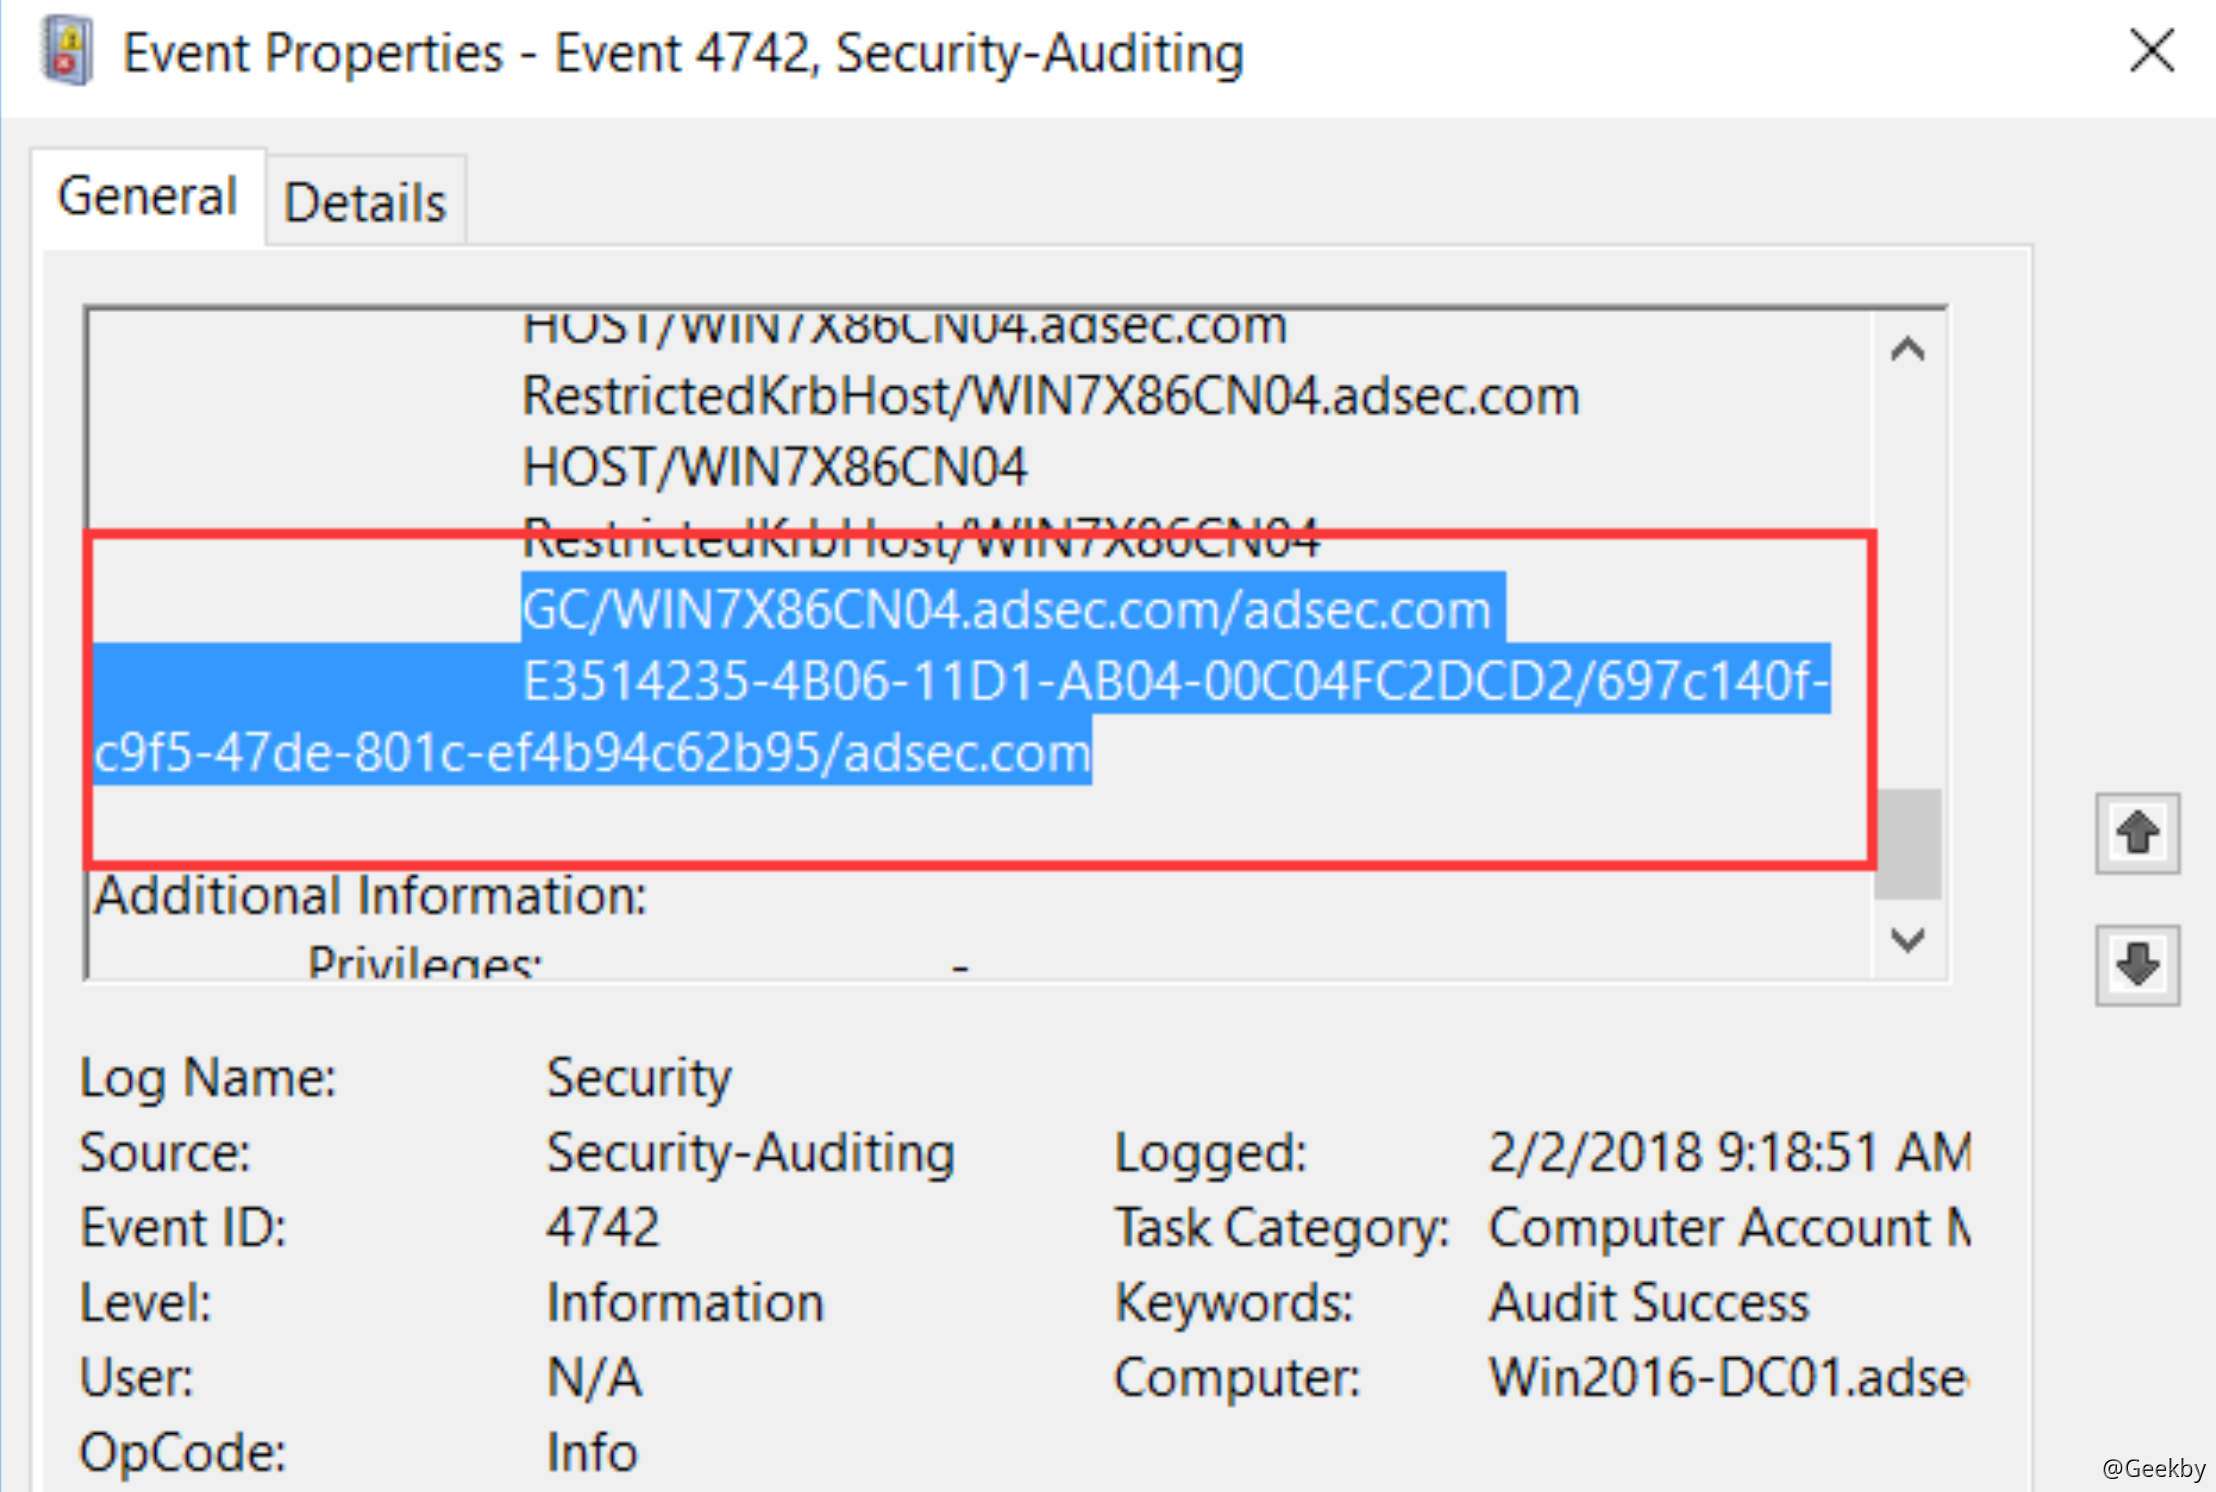 Event Properties - Event 4742, Security-Auditing
General
Details
HOST/WIN7X86CN04.adsec.com
RestrictedKrbHost/WIN7X86CN04.adsec.com
HOST/WIN7X86CN04
RestrictedKrbHost/WIN7X86CN04
GC/WIN7X86CN04.adsec.com/adsec.com
E3514235-4B06-11D1-AB04-00C04FC2DCD2/697c140f-
c9f5-47de-801c-ef4b94c62b95/adsec.com
Additional Information:
Privileges: -
Log Name: Security
Source: Security-Auditing Logged: 2/2/2018 9:18:51 AM
Event ID: 4742 Task Category: Computer Account M
Level: Information Keywords: Audit Success
User: N/A Computer: Win2016-DC01.adse
OpCode: Info
@Geekby